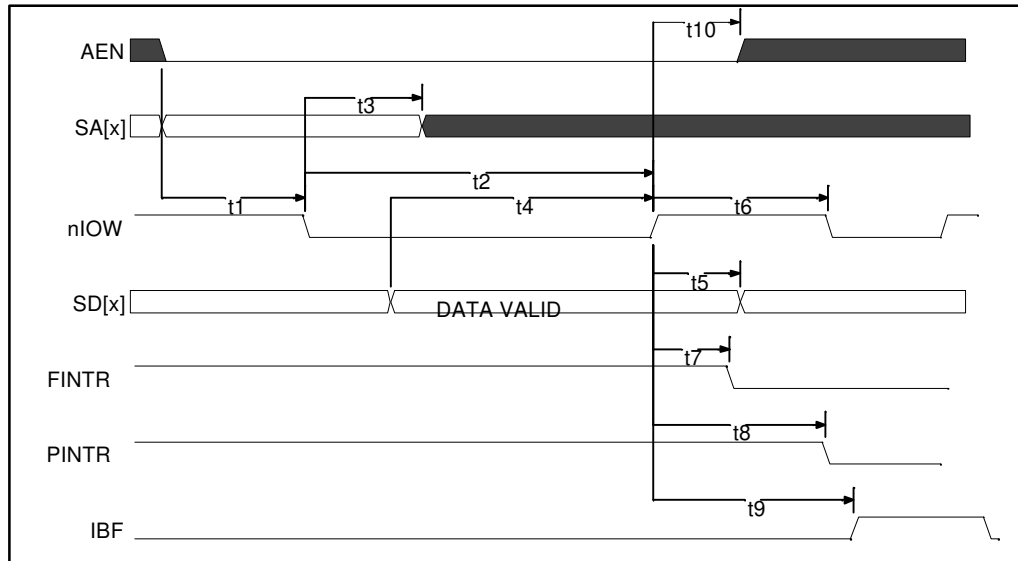 t10
AEN
t3
SA[x]
t2
t1
t4
t6
nIOW
t5
SD[x]
DATA VALID
t7
FINTR
t8
PINTR
t9
IBF